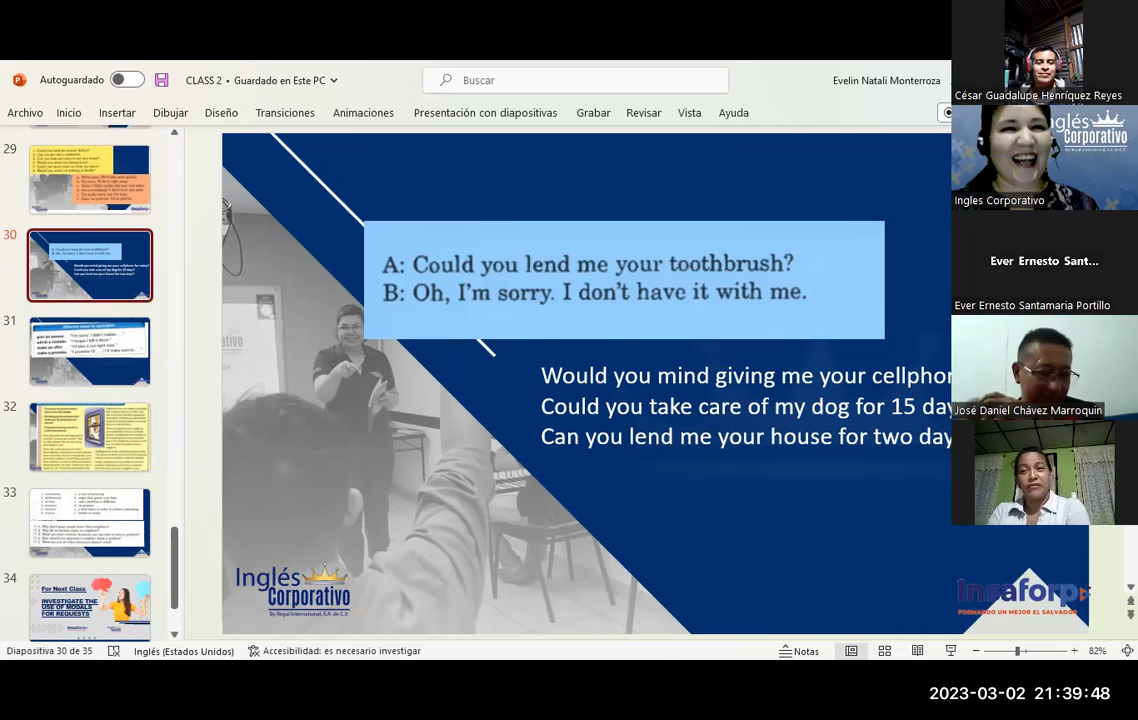 Autoguardado
CLASS 2 • Guardado en Este PC
Buscar
Evelin Natali Monterroza
Archivo Inicio Insertar Dibujar Diseño Transiciones Animaciones Presentación con diapositivas Grabar Revisar Vista Ayuda
29
30
31
32
33
34
For Next Class
INVESTIGATE THE
USE OF MODALS
FOR REQUESTS
A: Could you lend me your toothbrush?
B: Oh, I'm sorry. I don't have it with me.
Would you mind giving me your cellphon
Could you take care of my dog for 15 day
Can you lend me your house for two day
Inglés
Corporativo
By Regal International, S.A. de C.V.
Insaforp
FORMANDO UN MEJOR EL SALVADOR
César Guadalupe Henríquez Reyes
nglés
Corporativo
By Regal International, S.A. de C.V.
Ingles Corporativo
Ever Ernesto Sant...
Ever Ernesto Santamaria Portillo
José Daniel Chávez Marroquin
Diapositiva 30 de 35
Inglés (Estados Unidos)
Accesibilidad: es necesario investigar
Notas
82%
2023-03-02 21:39:48